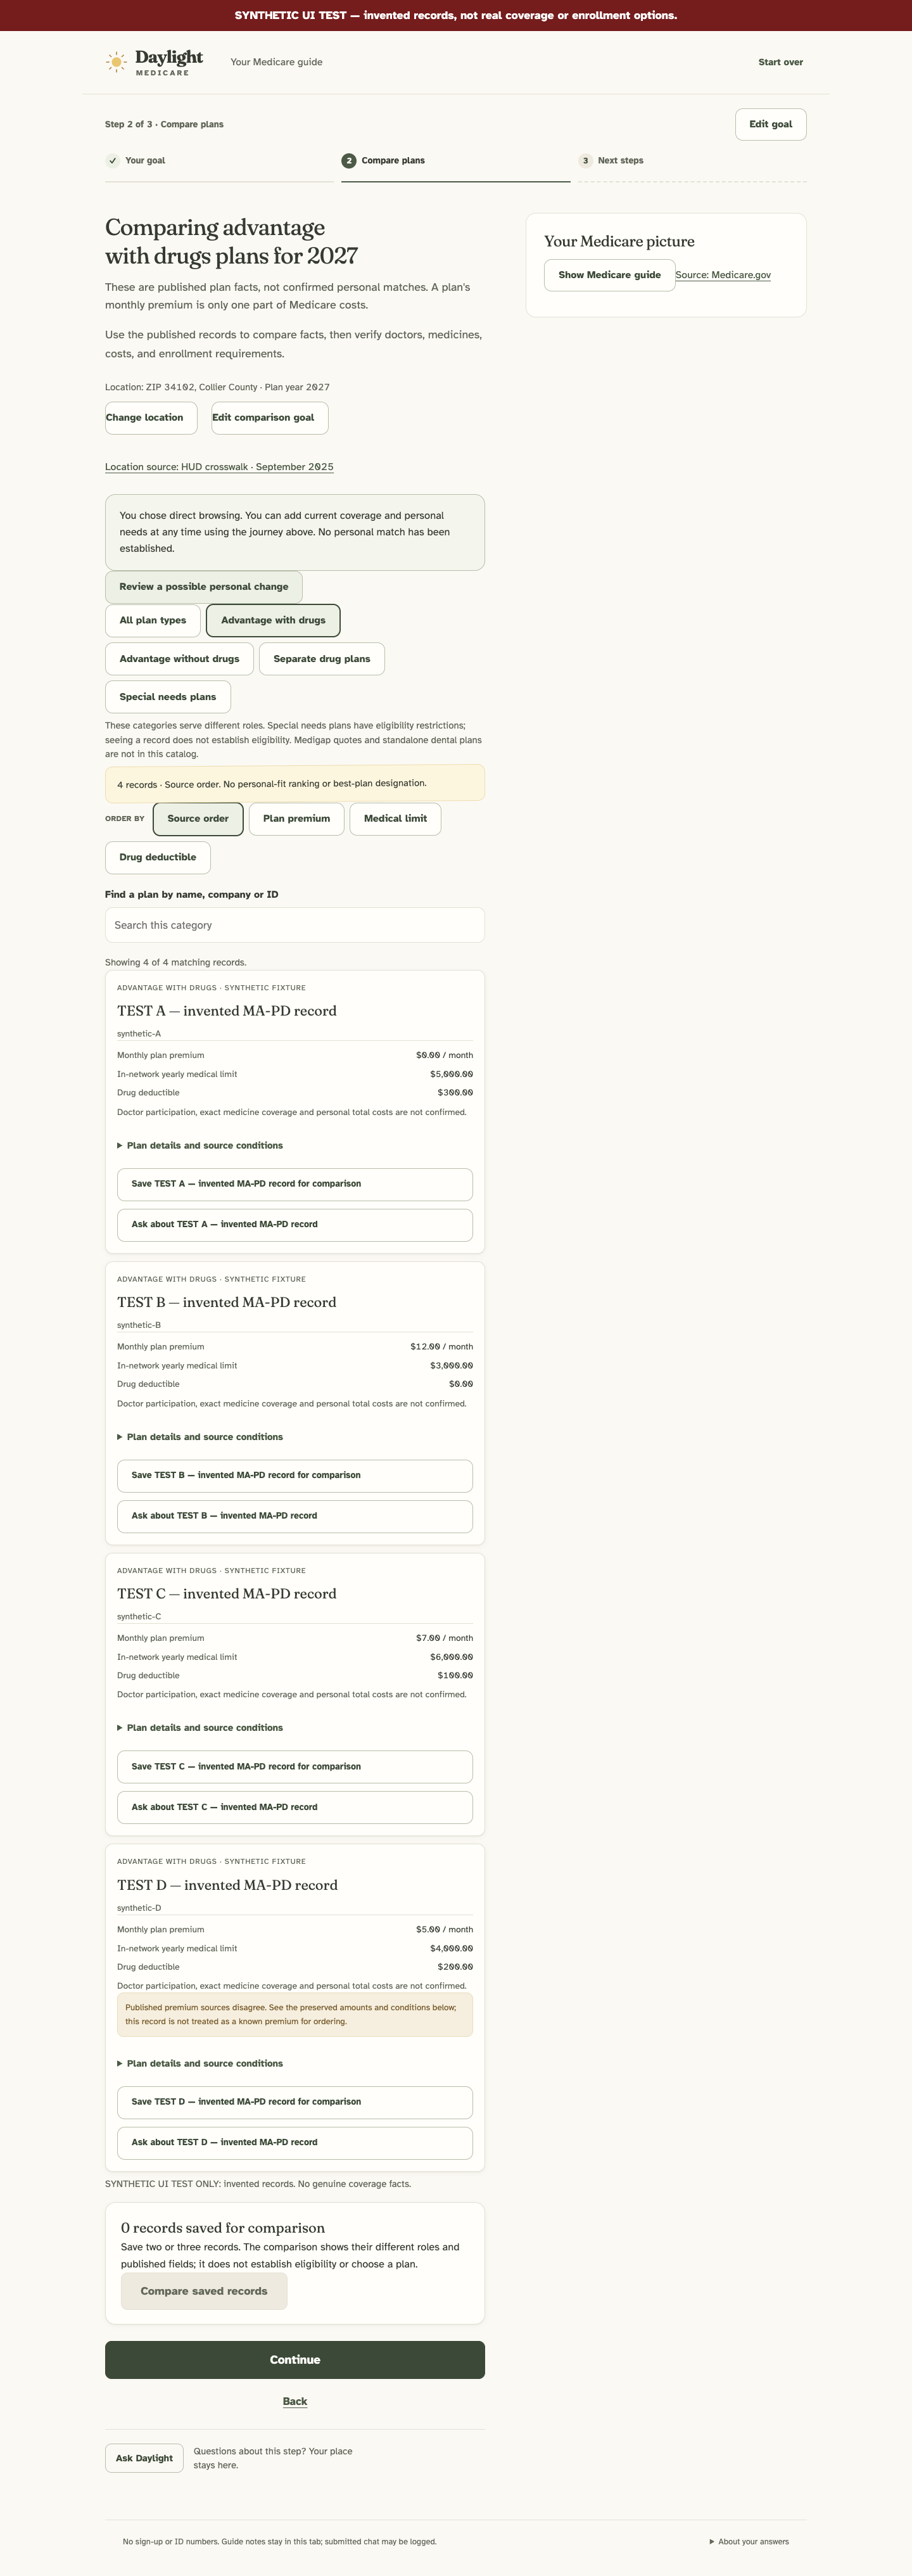 SYNTHETIC UI TEST — invented records, not real coverage or enrollment options.
Daylight
MEDICARE
Your Medicare guide
Start over
Step 2 of 3 · Compare plans
Edit goal
Your goal
2 Compare plans
3 Next steps
Comparing advantage
with drugs plans for 2027
These are published plan facts, not confirmed personal matches. A plan's
monthly premium is only one part of Medicare costs.
Use the published records to compare facts, then verify doctors, medicines,
costs, and enrollment requirements.
Location: ZIP 34102, Collier County · Plan year 2027
Change location
Edit comparison goal
Location source: HUD crosswalk · September 2025
Your Medicare picture
Show Medicare guide
Source: Medicare.gov
You chose direct browsing. You can add current coverage and personal
needs at any time using the journey above. No personal match has been
established.
Review a possible personal change
All plan types
Advantage with drugs
Advantage without drugs
Separate drug plans
Special needs plans
These categories serve different roles. Special needs plans have eligibility restrictions;
seeing a record does not establish eligibility. Medigap quotes and standalone dental plans
are not in this catalog.
4 records · Source order. No personal-fit ranking or best-plan designation.
ORDER BY
Source order
Plan premium
Medical limit
Drug deductible
Find a plan by name, company or ID
Search this category
Showing 4 of 4 matching records.
ADVANTAGE WITH DRUGS · SYNTHETIC FIXTURE
TEST A — invented MA-PD record
synthetic-A
Monthly plan premium $0.00 / month
In-network yearly medical limit $5,000.00
Drug deductible $300.00
Doctor participation, exact medicine coverage and personal total costs are not confirmed.
Plan details and source conditions
Save TEST A — invented MA-PD record for comparison
Ask about TEST A — invented MA-PD record
ADVANTAGE WITH DRUGS · SYNTHETIC FIXTURE
TEST B — invented MA-PD record
synthetic-B
Monthly plan premium $12.00 / month
In-network yearly medical limit $3,000.00
Drug deductible $0.00
Doctor participation, exact medicine coverage and personal total costs are not confirmed.
Plan details and source conditions
Save TEST B — invented MA-PD record for comparison
Ask about TEST B — invented MA-PD record
ADVANTAGE WITH DRUGS · SYNTHETIC FIXTURE
TEST C — invented MA-PD record
synthetic-C
Monthly plan premium $7.00 / month
In-network yearly medical limit $6,000.00
Drug deductible $100.00
Doctor participation, exact medicine coverage and personal total costs are not confirmed.
Plan details and source conditions
Save TEST C — invented MA-PD record for comparison
Ask about TEST C — invented MA-PD record
ADVANTAGE WITH DRUGS · SYNTHETIC FIXTURE
TEST D — invented MA-PD record
synthetic-D
Monthly plan premium $5.00 / month
In-network yearly medical limit $4,000.00
Drug deductible $200.00
Doctor participation, exact medicine coverage and personal total costs are not confirmed.
Published premium sources disagree. See the preserved amounts and conditions below;
this record is not treated as a known premium for ordering.
Plan details and source conditions
Save TEST D — invented MA-PD record for comparison
Ask about TEST D — invented MA-PD record
SYNTHETIC UI TEST ONLY: invented records. No genuine coverage facts.
0 records saved for comparison
Save two or three records. The comparison shows their different roles and
published fields; it does not establish eligibility or choose a plan.
Compare saved records
Continue
Back
Ask Daylight
Questions about this step? Your place
stays here.
No sign-up or ID numbers. Guide notes stay in this tab; submitted chat may be logged.
About your answers